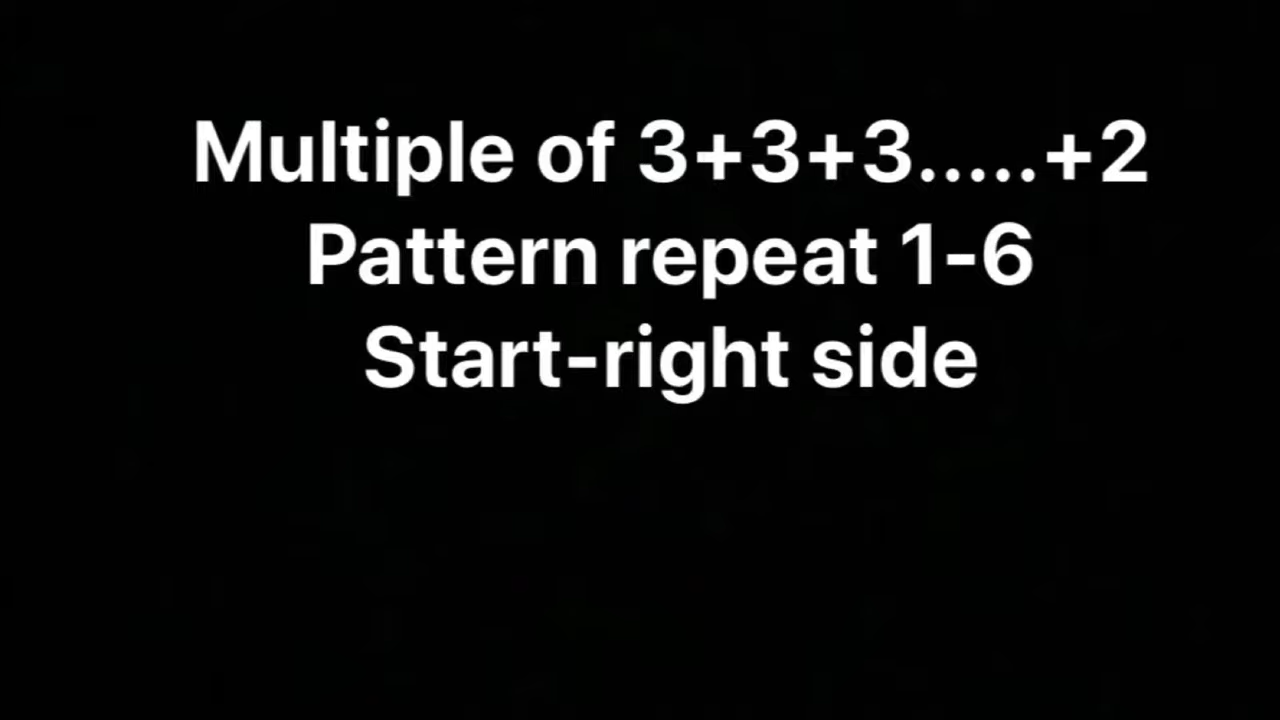 Multiple of 3+3+3.....+2
Pattern repeat 1-6
Start-right side